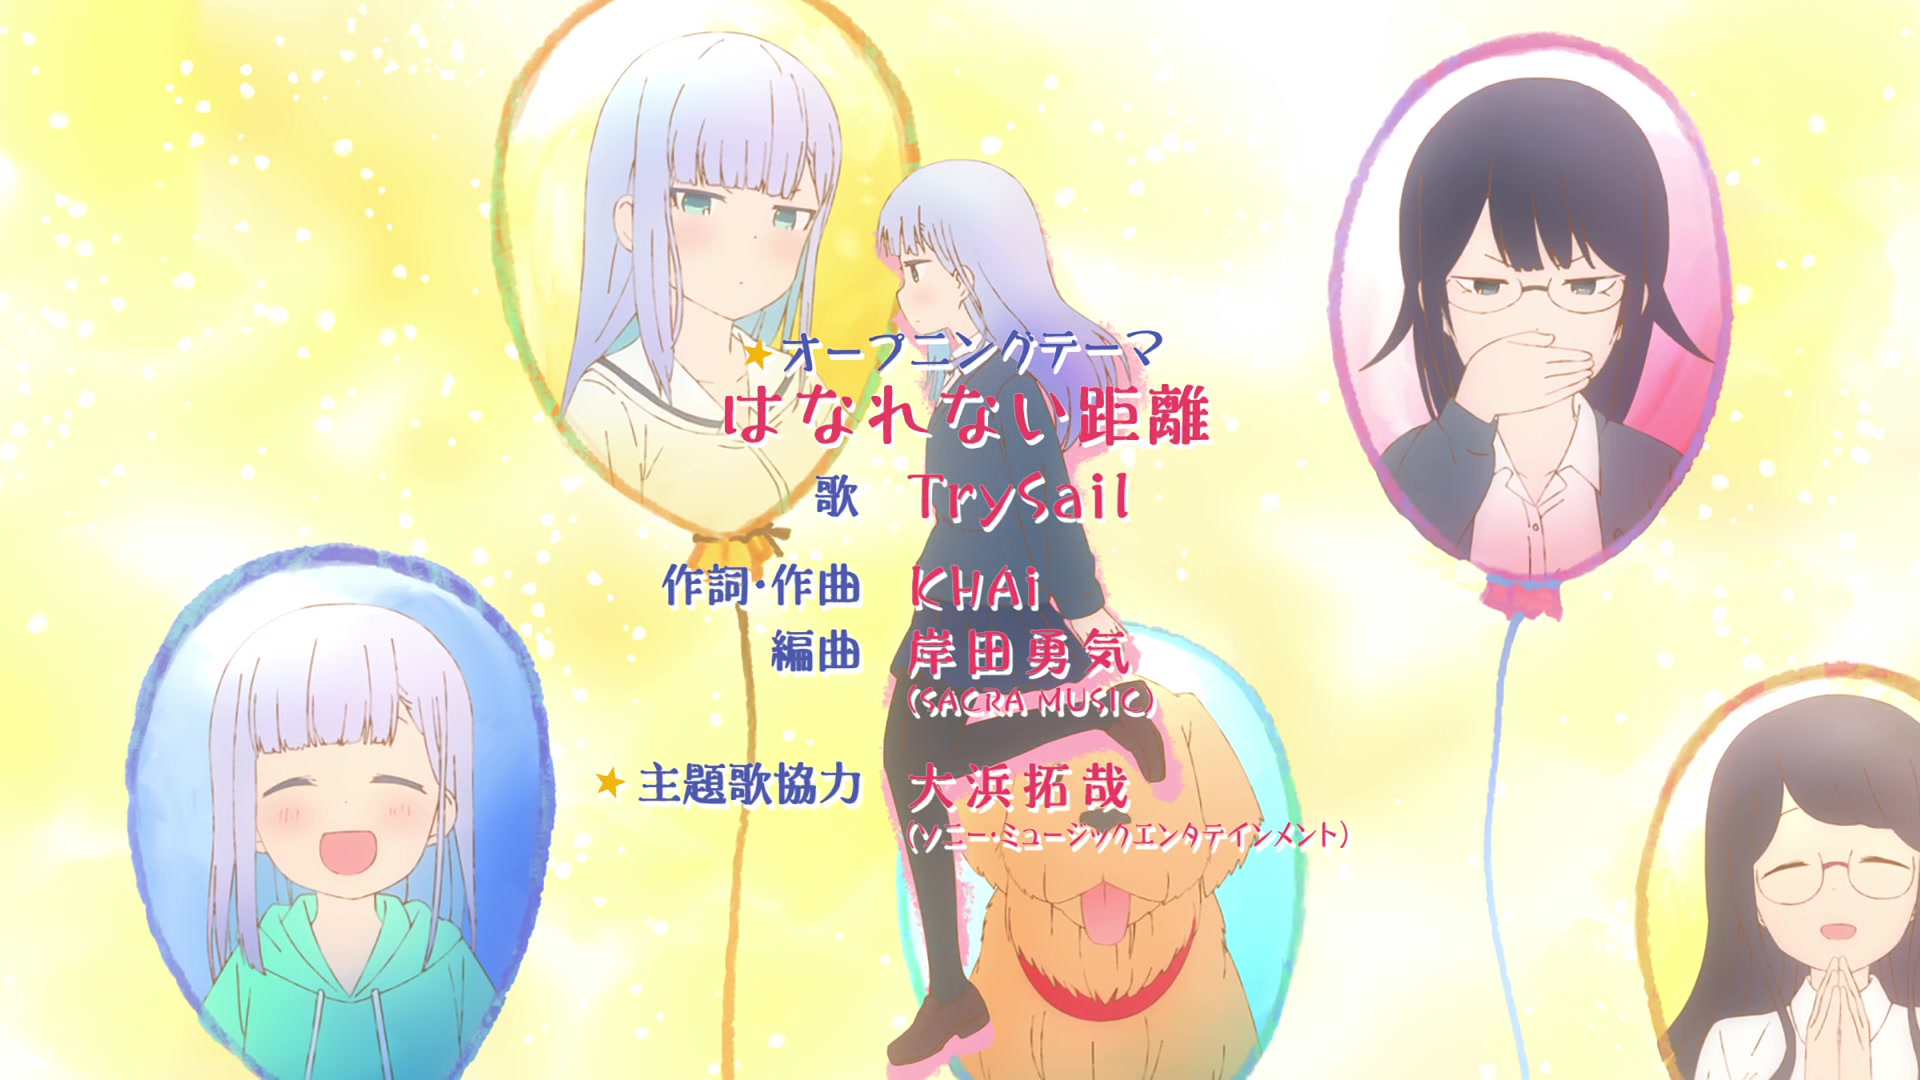 ★オープニングテーマ
はなれない距離
歌 TrySail
作詞・作曲 KHAi
編曲 岸田勇気
(SACRA MUSIC)
★主題歌協力 大浜拓哉
(ソニー・ミュージックエンタテインメント)